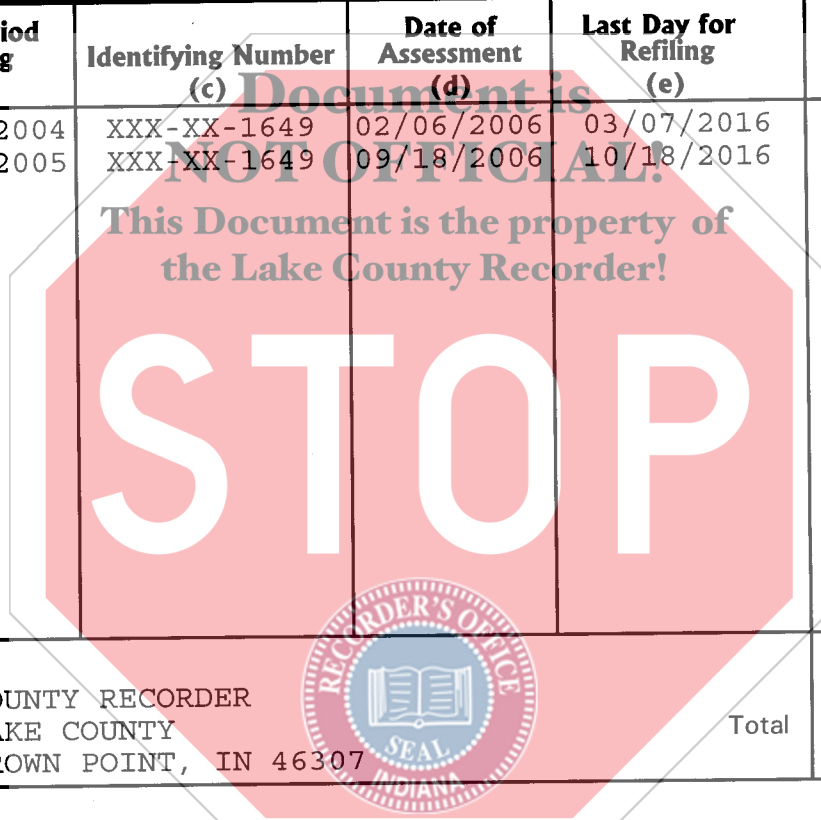 iod
g
Identifying Number
(c)
Date of
Assessment
(d)
Last Day for
Refiling
(e)
Document is
NOT OFFICIAL!
This Document is the property of
the Lake County Recorder!
2004 XXX-XX-1649 02/06/2006 03/07/2016
2005 XXX-XX-1649 09/18/2006 10/18/2016
STOP
RECORDER'S OFFICE
SEAL
INDIANA
OUNTY RECORDER
AKE COUNTY
ROWN POINT, IN 46307
Total